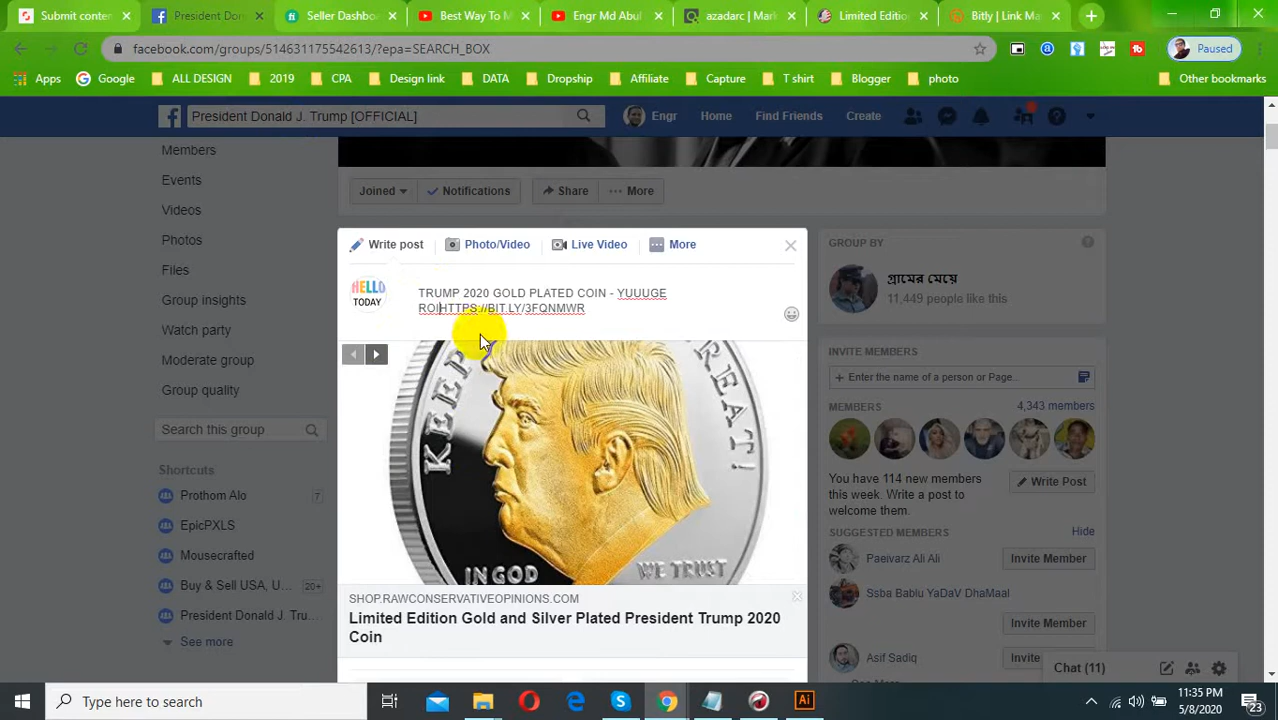 Submit conten
President Don
Seller Dashbo
Best Way To M
Engr Md Abul
azadarc | Mark
Limited Edition
Bitly | Link Ma
facebook.com/groups/514631175542613/?epa=SEARCH_BOX
Paused
Apps
Google
ALL DESIGN
2019
CPA
Design link
DATA
Dropship
Affiliate
Capture
T shirt
Blogger
photo
Other bookmarks
President Donald J. Trump [OFFICIAL]
Engr
Home
Find Friends
Create
Members
Events
Videos
Photos
Files
Group insights
Watch party
Moderate group
Group quality
Search this group
Shortcuts
Prothom Alo 7
EpicPXLS
Mousecrafted
Buy & Sell USA, U... 20+
President Donald J. Tru...
See more
Joined
Notifications
Share
More
Write post
Photo/Video
Live Video
More
HELLO
TODAY
TRUMP 2020 GOLD PLATED COIN - YUUUGE
ROIHTTPS://BIT.LY/3FQNMWR
KEEP
GREAT!
IN GOD WE TRUST
SHOP.RAWCONSERVATIVEOPINIONS.COM
Limited Edition Gold and Silver Plated President Trump 2020
Coin
GROUP BY
গ্রামের মেয়ে
11,499 people like this
INVITE MEMBERS
Enter the name of a person or Page..
MEMBERS 4,343 members
You have 114 new members
this week. Write a post to
welcome them.
Write Post
SUGGESTED MEMBERS Hide
Paeivarz Ali Ali
Invite Member
Ssba Bablu YaDaV DhaMaal
Invite Member
Asif Sadiq
Chat (11)
Type here to search
11:35 PM
5/8/2020
23